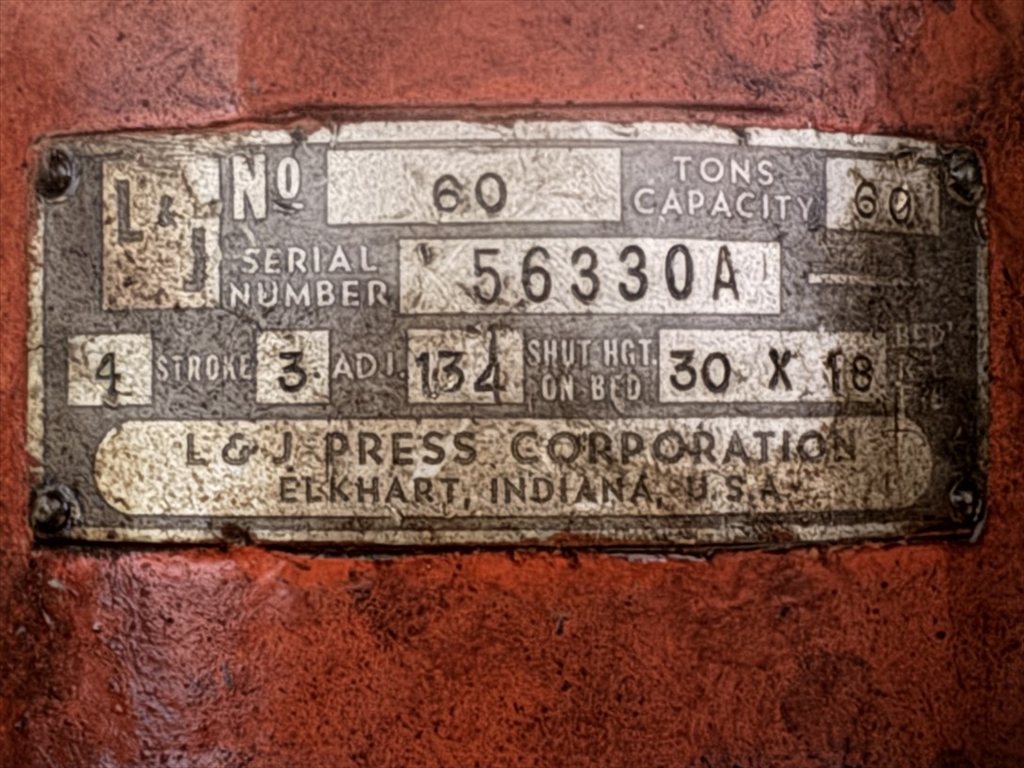 L & J No 60 TONS CAPACITY 60
SERIAL NUMBER 56330A
4 STROKE 3 ADJ. SHUT HGT. ON BED 30 X 18
L & J PRESS CORPORATION
ELKHART, INDIANA, U.S.A.